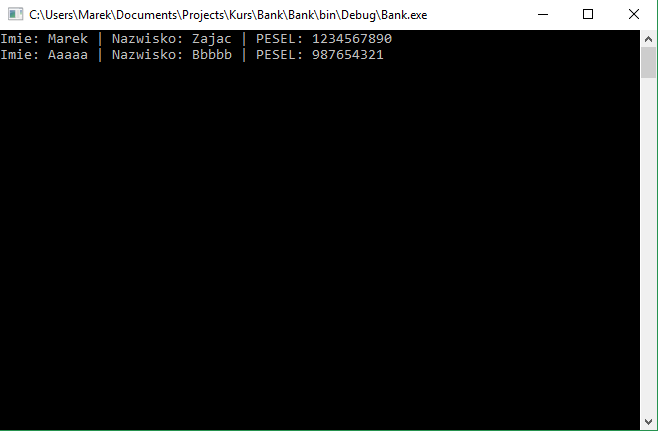 C:\Users\Marek\Documents\Projects\Kurs\Bank\Bank\bin\Debug\Bank.exe
Imie: Marek | Nazwisko: Zajac | PESEL: 1234567890
Imie: Aaaaa | Nazwisko: Bbbbb | PESEL: 987654321